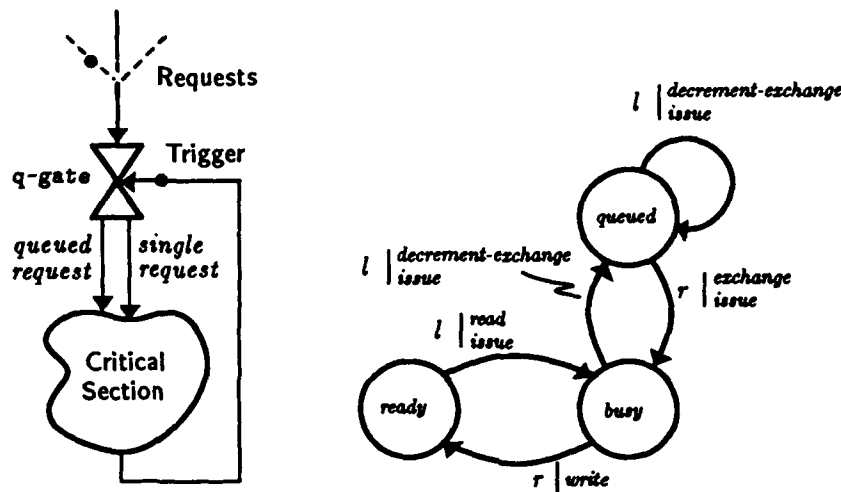 Requests
Trigger
q-gate
queued
request
single
request
Critical
Section
l | decrement-exchange
issue
queued
l | decrement-exchange
issue
r | exchange
issue
l | read
issue
ready
busy
r | write